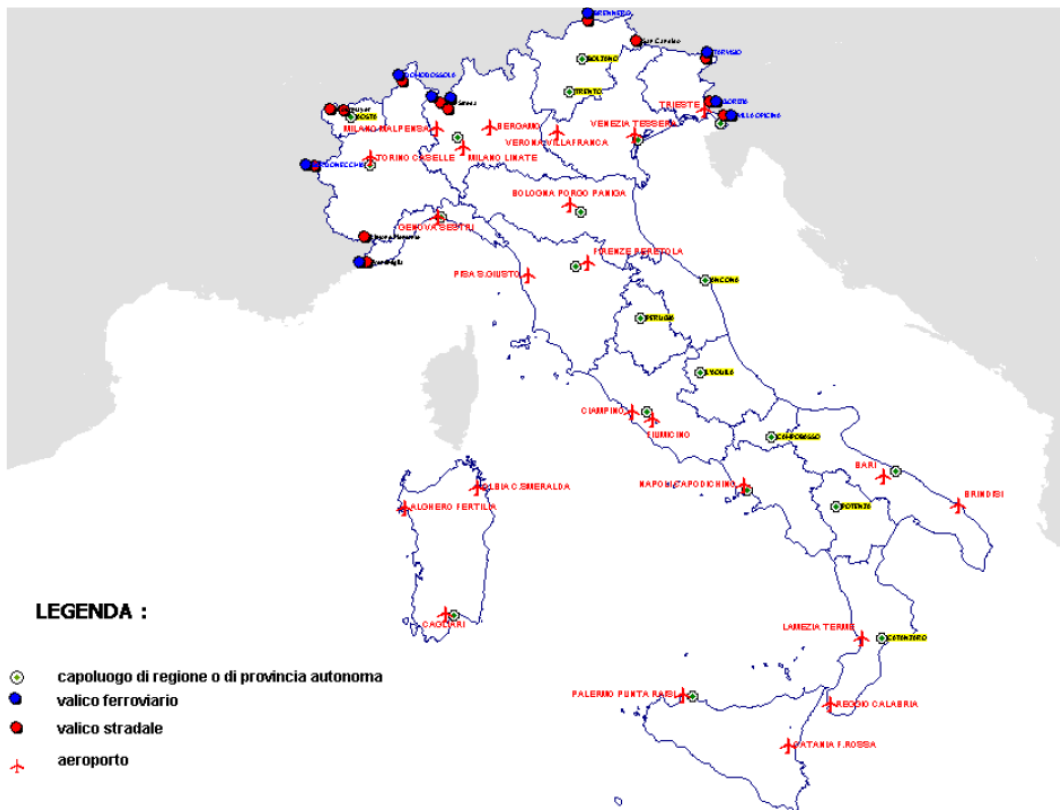 BRENNERO
San Candido
TARVISIO
BOLZANO
DOMODOSSOLA
TRENTO
GORIZIA
TRIESTE
VILLA OPICINA
AOSTA
MILANO MALPENSA
BERGAMO
VENEZIA TESSERA
VERONA VILLAFRANCA
BARDONECCHIA
TORINO CASELLE
MILANO LINATE
BOLOGNA PORGO PANIGA
GENOVA SESTRI
FIRENZE PERETOLA
PISA S.GIUSTO
Ventimiglia
ANCONA
PERUGIA
L'AQUILA
CIAMPINO
FIUMICINO
CAMPOBASSO
BARI
NAPOLI CAPODICHINO
OLBIA C.SMERALDA
BRINDISI
ALGHERO FERTILIA
POTENZA
LEGENDA :
CAGLIARI
LAMEZIA TERME
CATANZARO
capoluogo di regione o di provincia autonoma
valico ferroviario
PALERMO PUNTA RAISI
REGGIO CALABRIA
valico stradale
CATANIA F.ROSSA
aeroporto